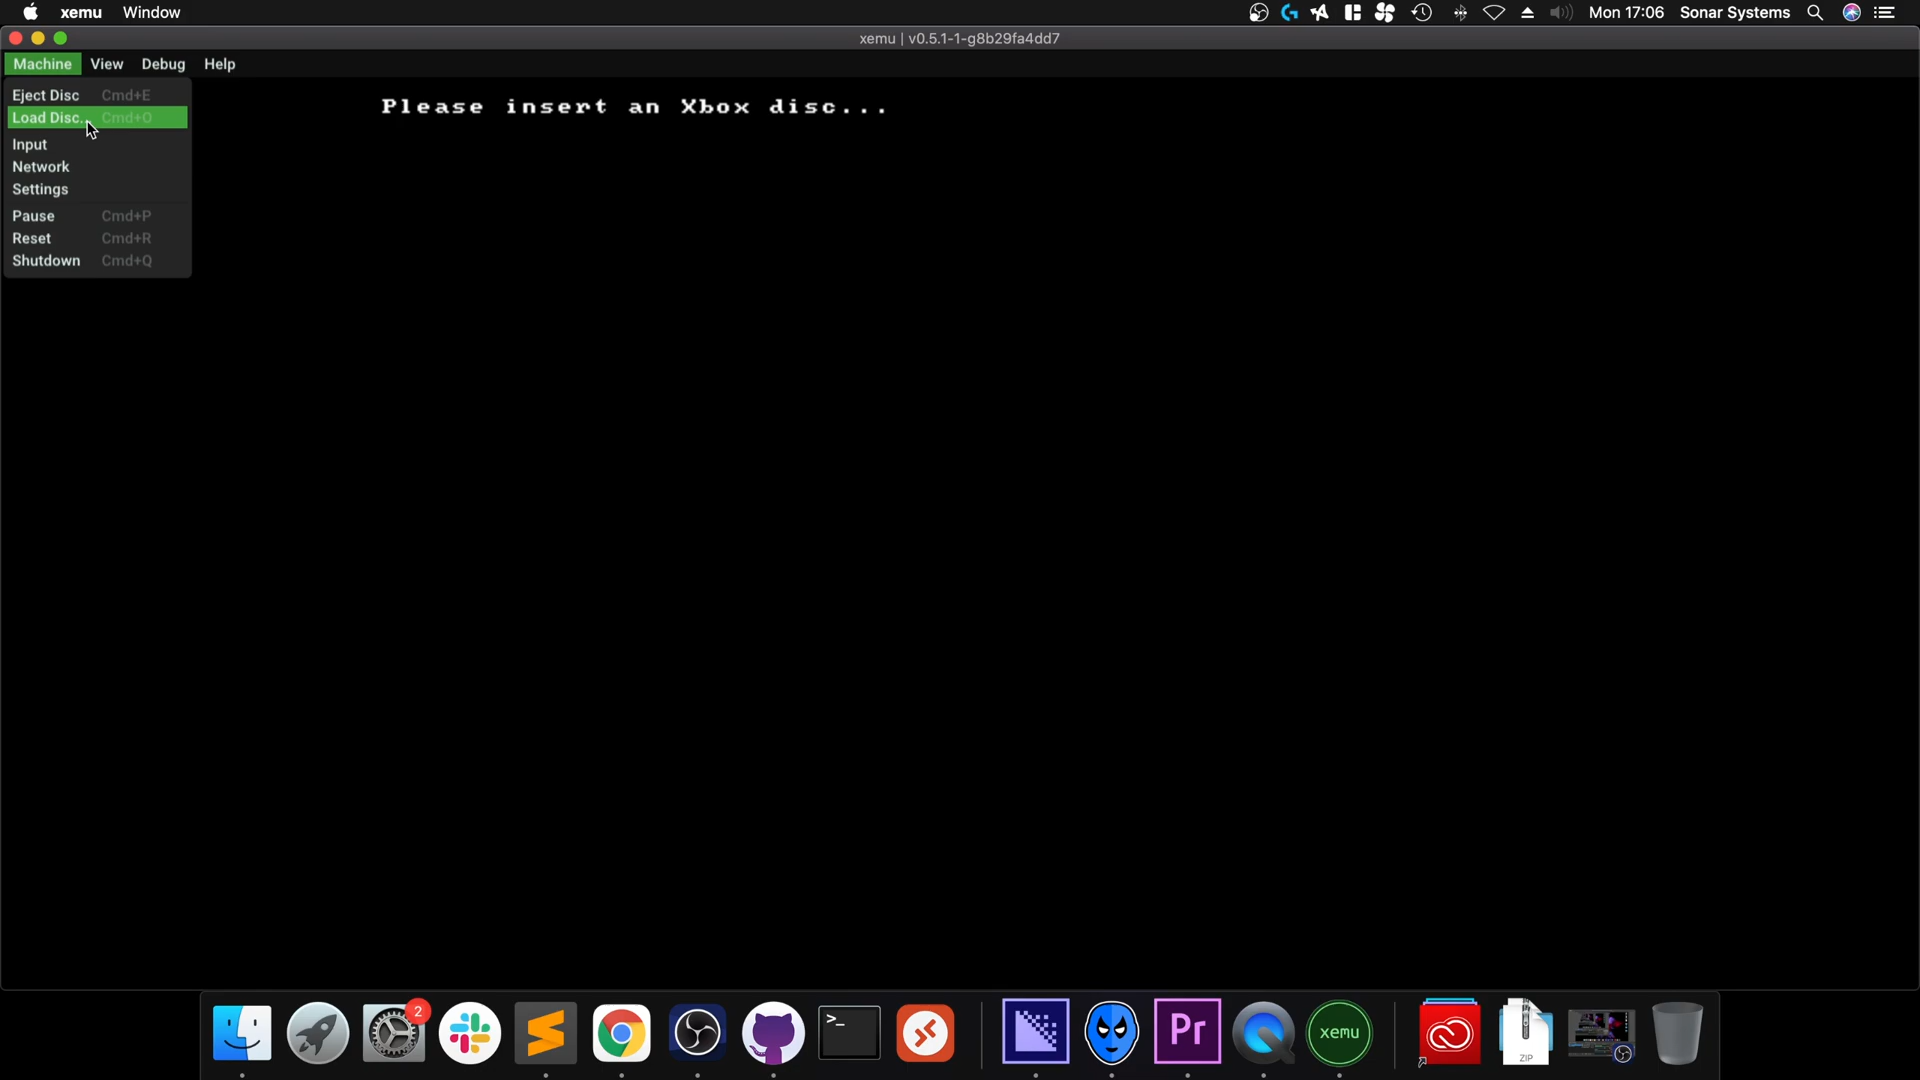 xemu Window Mon 17:06 Sonar Systems
xemu | v0.5.1-1-g8b29fa4dd7
Machine View Debug Help
Eject Disc Cmd+E
Load Disc... Cmd+O
Input
Network
Settings
Pause Cmd+P
Reset Cmd+R
Shutdown Cmd+Q
Please insert an Xbox disc...
2
>_
Pr
xemu
ZIP